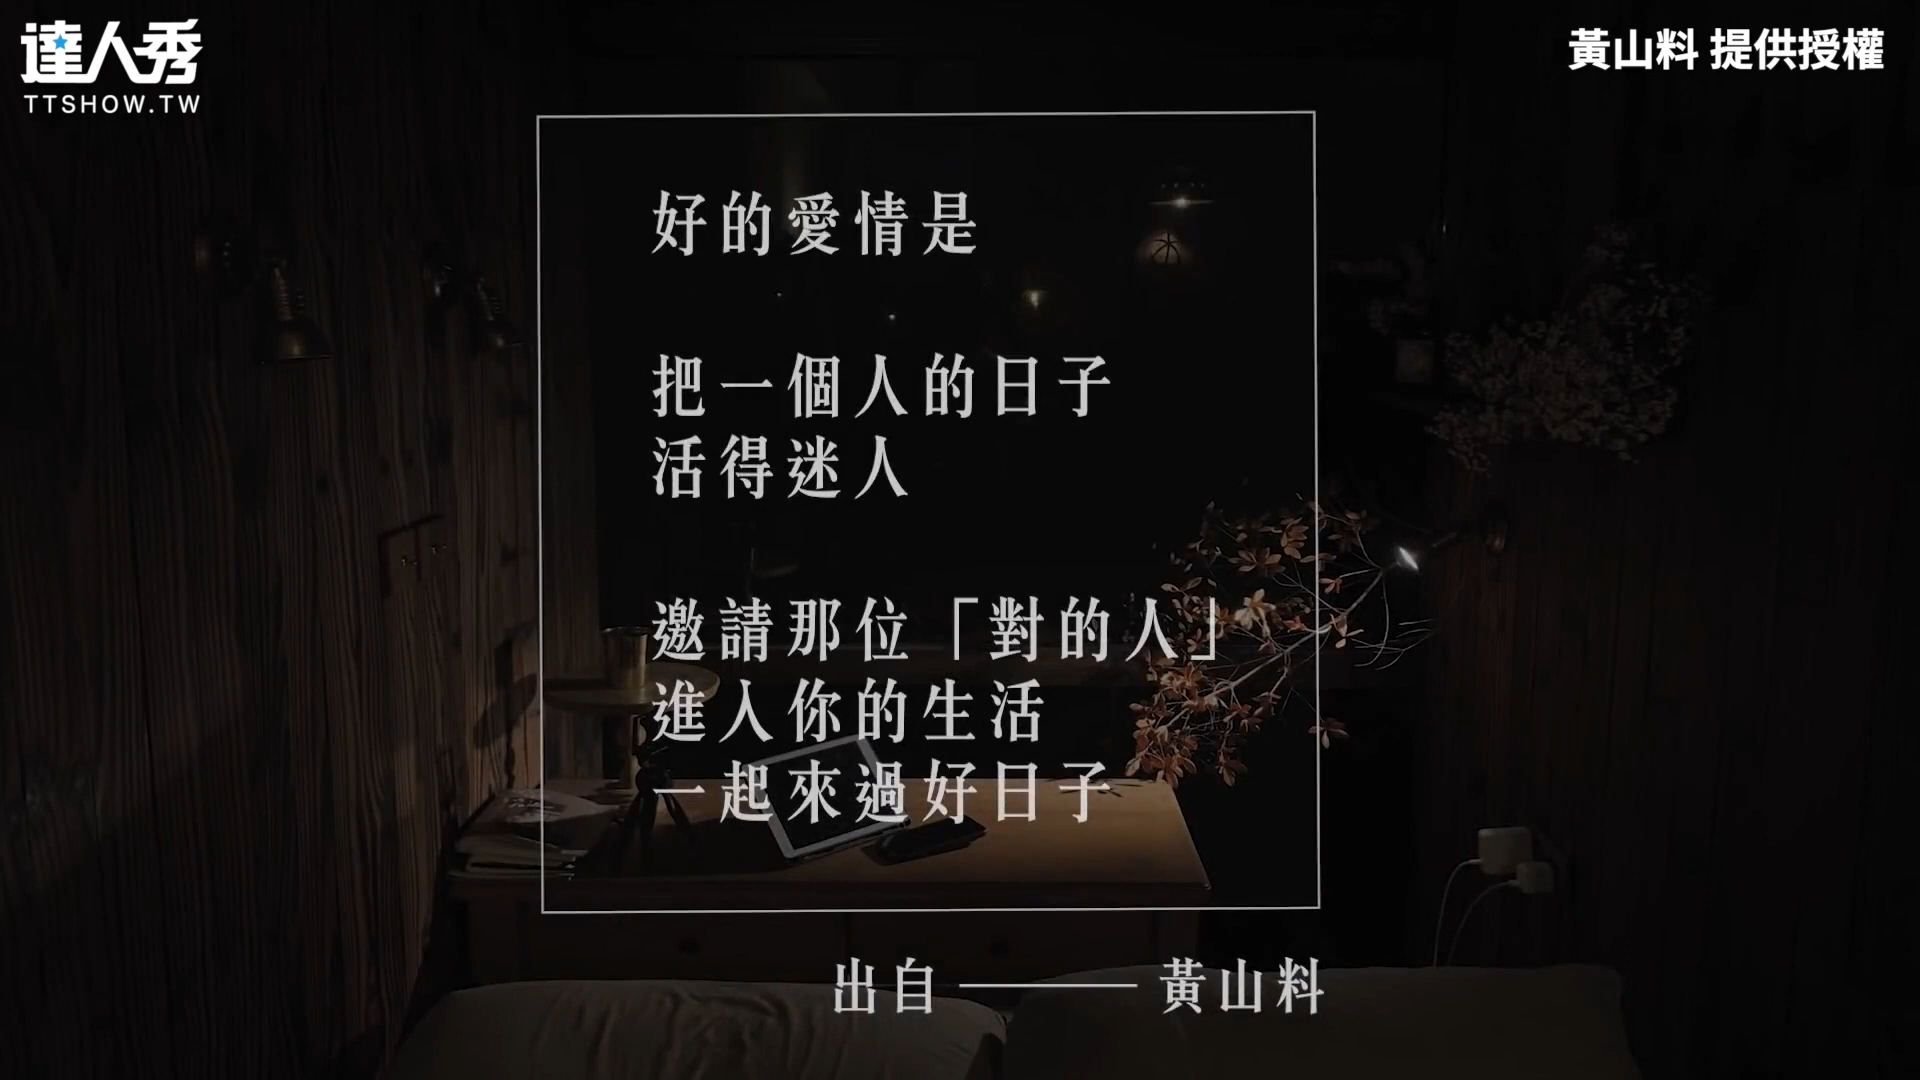 達人秀
TTSHOW.TW
黃山料 提供授權
好的愛情是
把一個人的日子
活得迷人
邀請那位「對的人」
進入你的生活
一起來過好日子
出自——黃山料